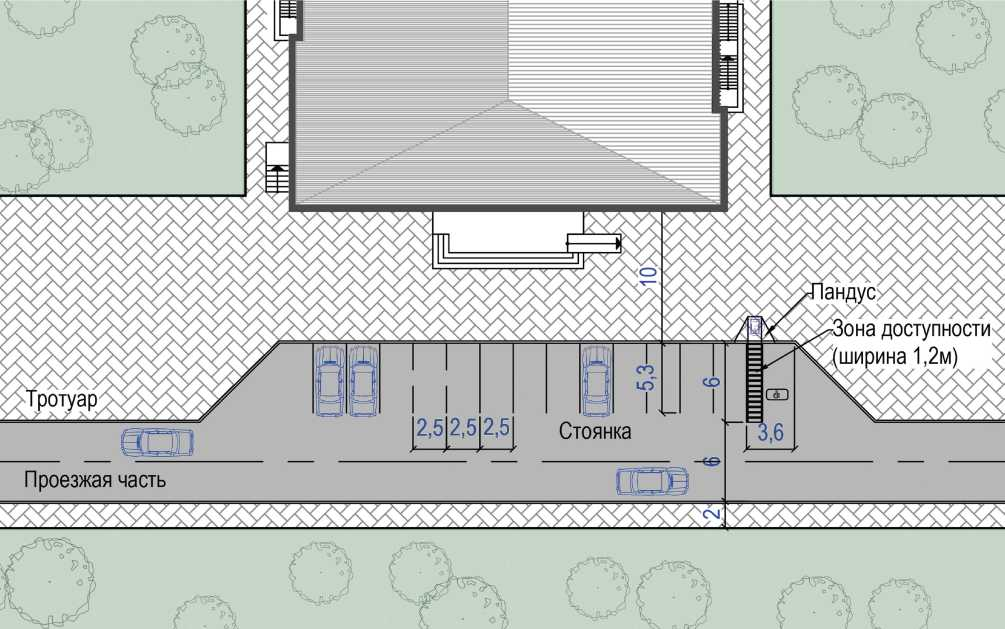 10
Пандус
Зона доступности
(ширина 1,2м)
5,3
6
Тротуар
2,5 2,5 2,5
Стоянка
3,6
6
Проезжая часть
2